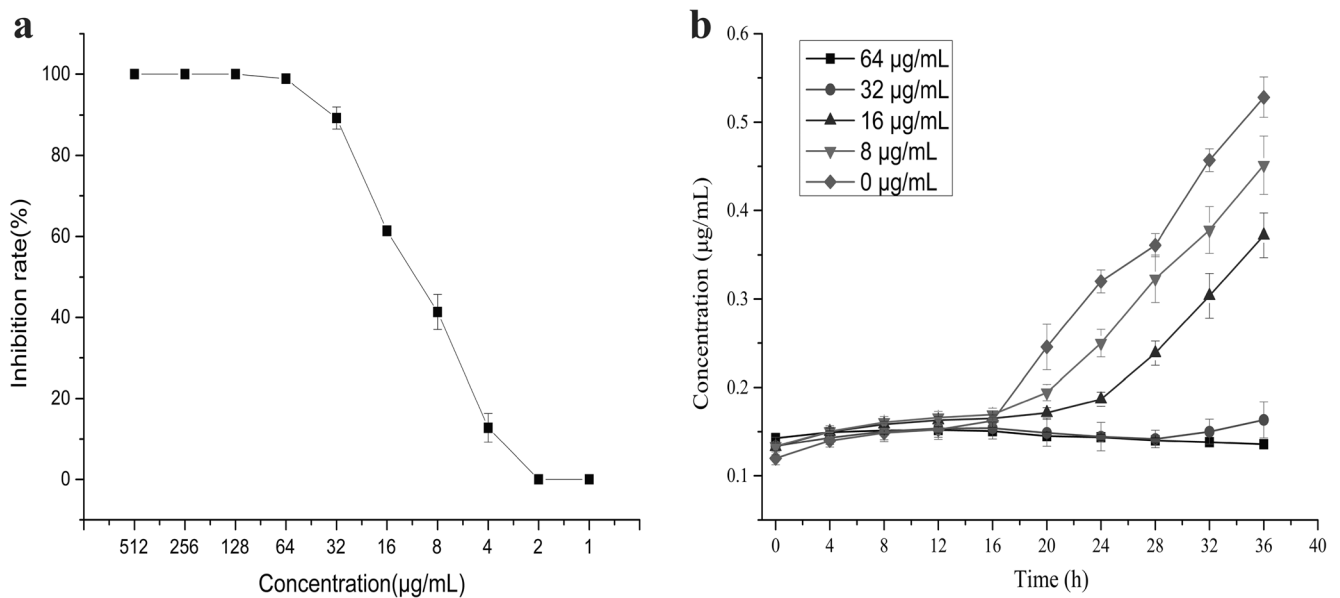 a
100
80
60
40
20
0
Inhibition rate(%)
512 256 128 64 32 16 8 4 2 1
Concentration(µg/mL)
b
0.6
0.5
0.4
0.3
0.2
0.1
Concentration (µg/mL)
64 µg/mL
32 µg/mL
16 µg/mL
8 µg/mL
0 µg/mL
0 4 8 12 16 20 24 28 32 36 40
Time (h)